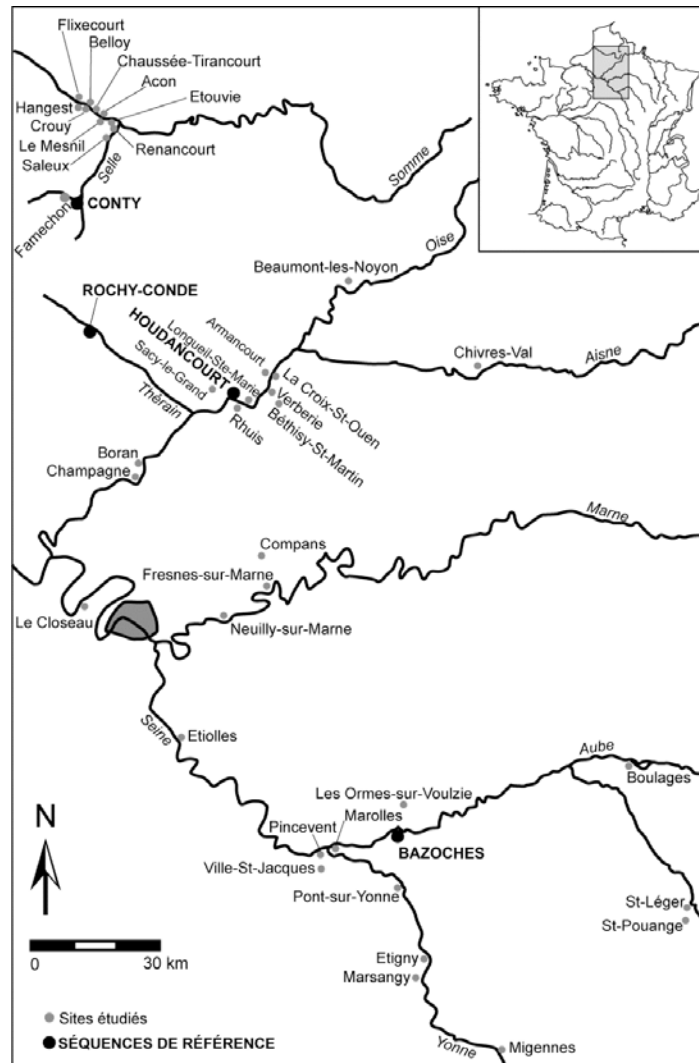 Flixecourt
Belloy
Chaussée-Tirancourt
Acon
Etouvie
Hangest
Crouy
Le Mesnil
Saleux
Renancourt
Selle
Somme
Famechon
CONTY
Oise
Beaumont-les-Noyon
ROCHY-CONDE
HOUDANCOURT
Longueil-Ste-Marie
Armancourt
Sacy-le-Grand
Chivres-Val
Aisne
La Croix-St-Ouen
Verberie
Béthisy-St-Martin
Rhuis
Thérain
Boran
Champagne
Marne
Compans
Fresnes-sur-Marne
Le Closeau
Neuilly-sur-Marne
Seine
Etiolles
Aube
Boulages
Les Ormes-sur-Voulzie
Marolles
Pincevent
BAZOCHES
Ville-St-Jacques
Pont-sur-Yonne
St-Léger
St-Pouange
N
Etigny
Marsangy
0 30 km
Sites étudiés
SÉQUENCES DE RÉFÉRENCE
Yonne
Migennes